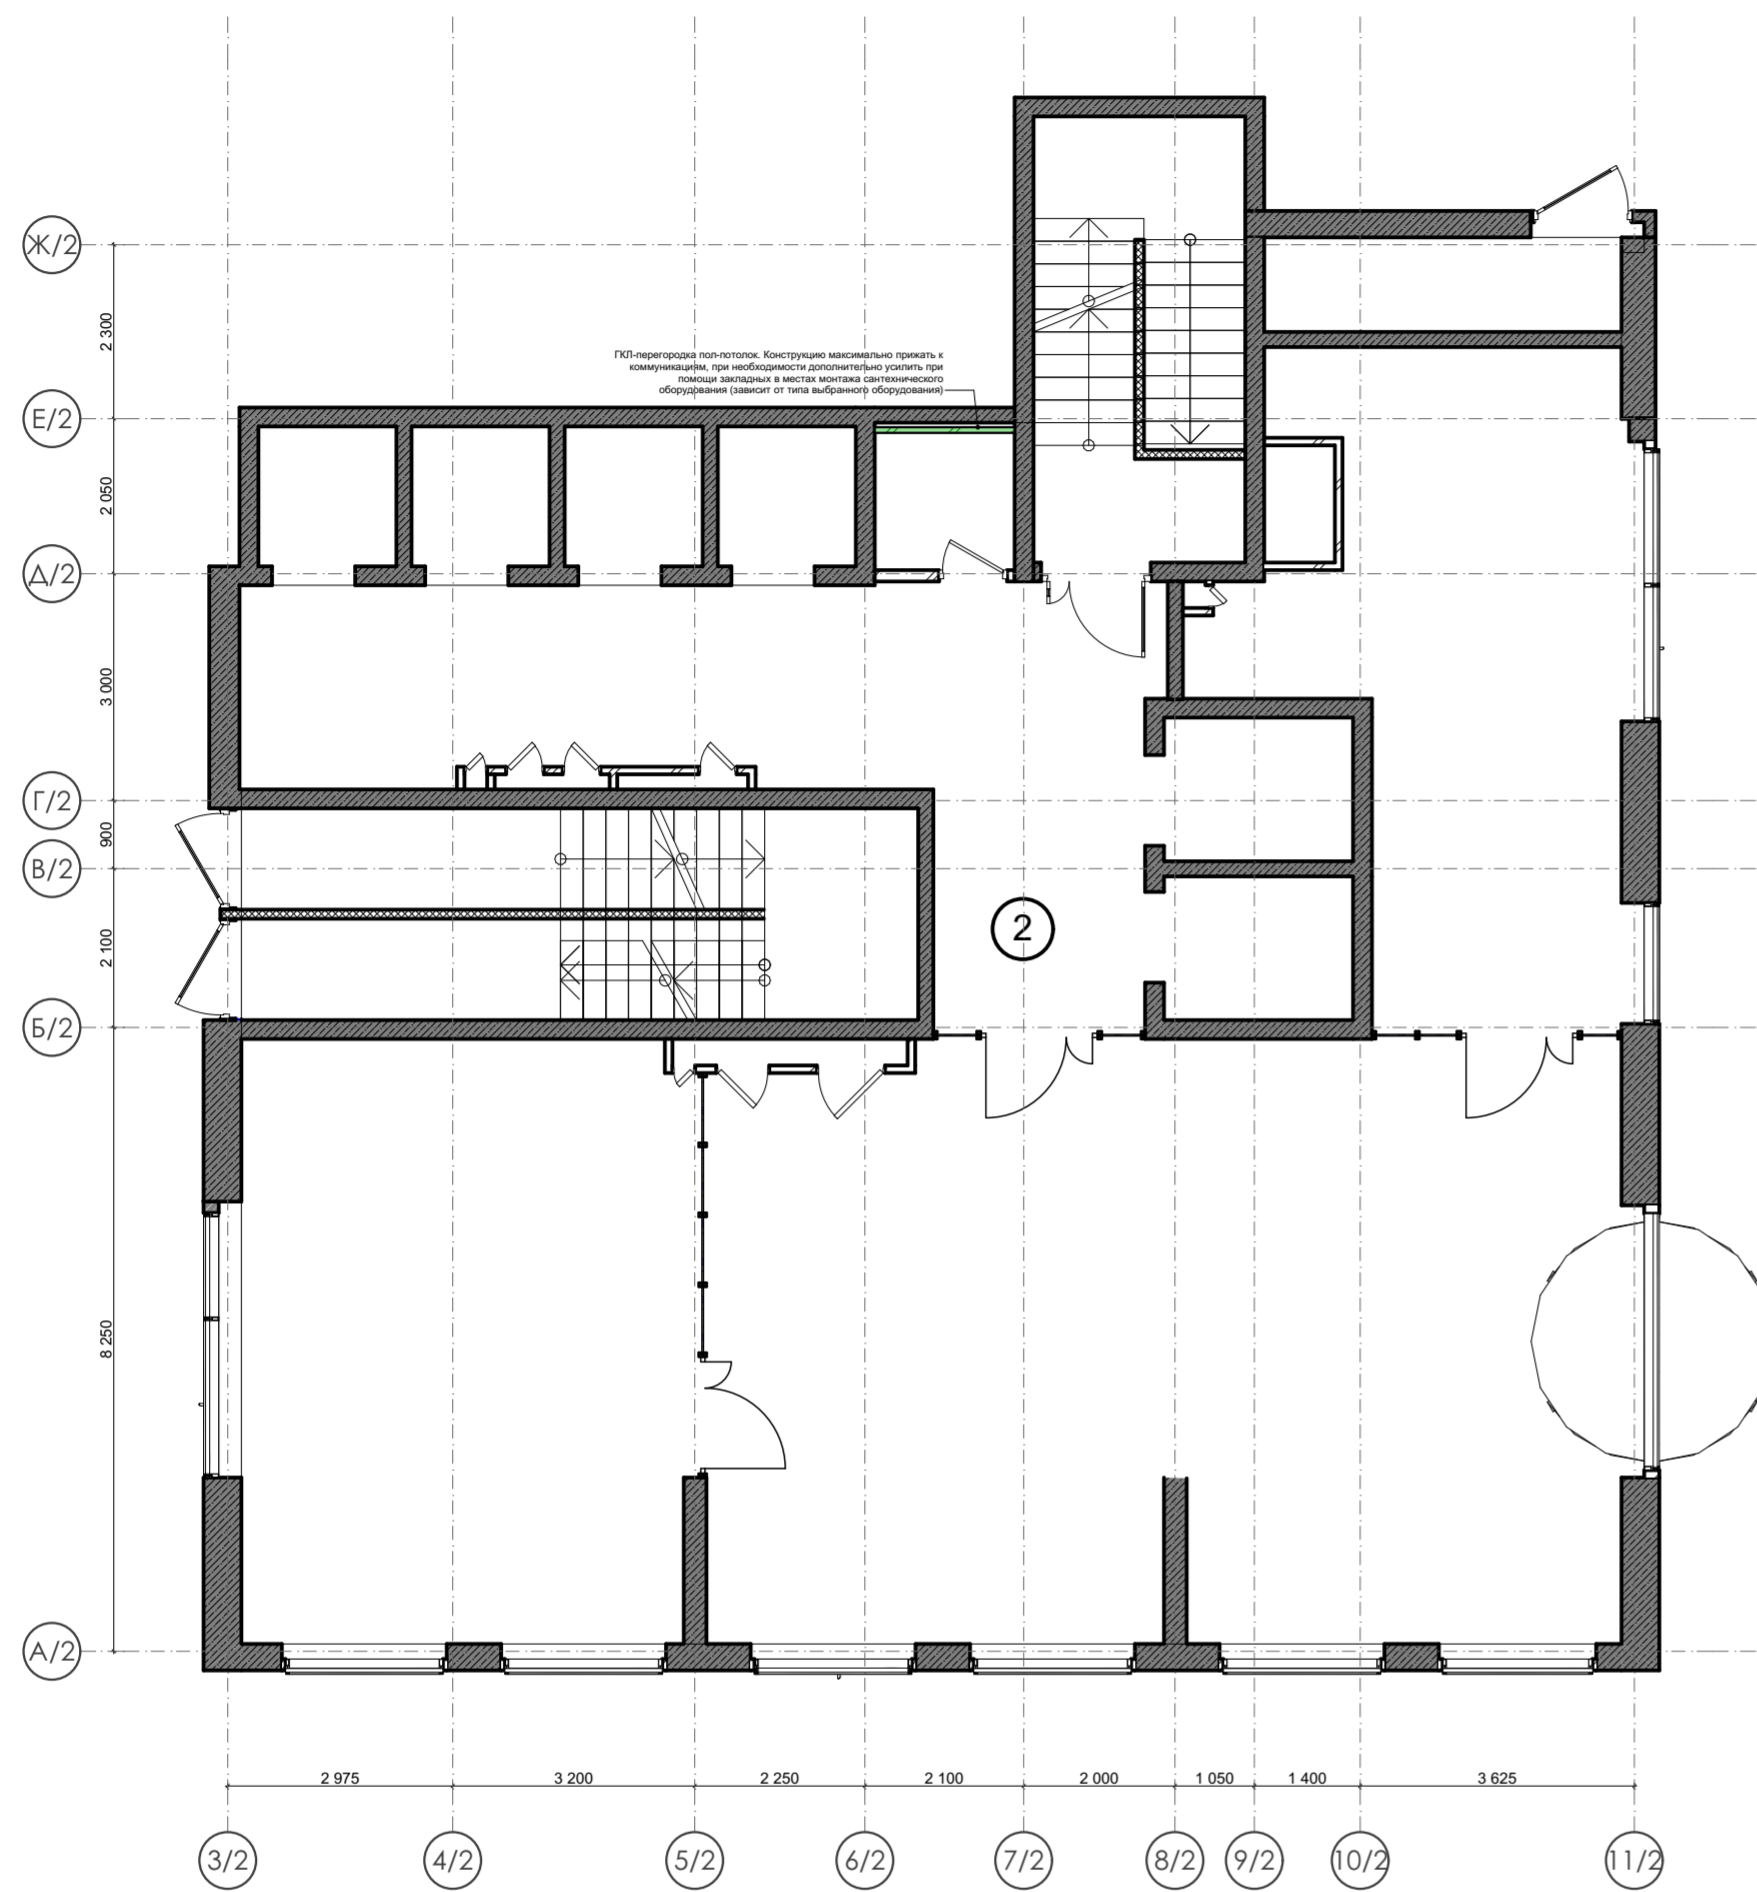 Ж/2
2 300
ГКЛ-перегородка пол-потолок. Конструкцию максимально прижать к
коммуникациям, при необходимости дополнительно усилить при
помощи закладных в местах монтажа сантехнического
оборудования (зависит от типа выбранного оборудования)
Е/2
2 050
Д/2
3 000
Г/2
900
В/2
2
2 100
Б/2
8 250
А/2
2 975 3 200 2 250 2 100 2 000 1 050 1 400 3 625
3/2 4/2 5/2 6/2 7/2 8/2 9/2 10/2 11/2